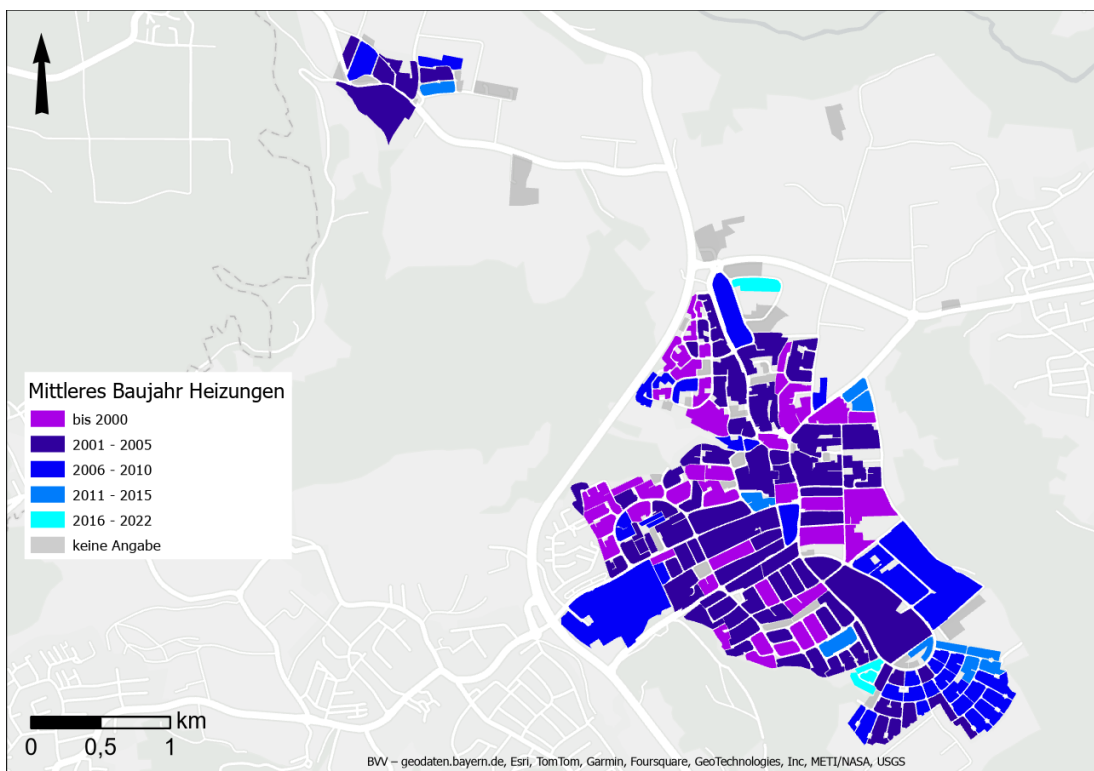 Mittleres Baujahr Heizungen
bis 2000
2001 - 2005
2006 - 2010
2011 - 2015
2016 - 2022
keine Angabe
km
0 0,5 1
BVV – geodaten.bayern.de, Esri, TomTom, Garmin, Foursquare, GeoTechnologies, Inc, METI/NASA, USGS